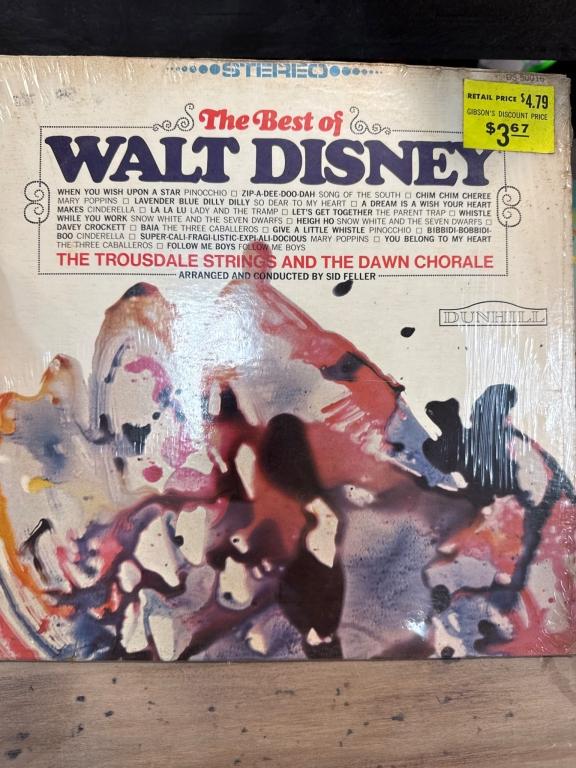 STEREO
DS 50016
RETAIL PRICE $4.79
GIBSON'S DISCOUNT PRICE
$3.67
The Best of
WALT DISNEY
WHEN YOU WISH UPON A STAR PINOCCHIO □ ZIP-A-DEE-DOO-DAH SONG OF THE SOUTH □ CHIM CHIM CHEREE
MARY POPPINS □ LAVENDER BLUE DILLY DILLY SO DEAR TO MY HEART □ A DREAM IS A WISH YOUR HEART
MAKES CINDERELLA □ LA LA LU LADY AND THE TRAMP □ LET'S GET TOGETHER THE PARENT TRAP □ WHISTLE
WHILE YOU WORK SNOW WHITE AND THE SEVEN DWARFS □ HEIGH HO SNOW WHITE AND THE SEVEN DWARFS □
DAVEY CROCKETT □ BAIA THE THREE CABALLEROS □ GIVE A LITTLE WHISTLE PINOCCHIO □ BIBBIDI-BOBBIDI-
BOO CINDERELLA □ SUPER-CALI-FRAGI-LISTIC-EXPI-ALI-DOCIOUS MARY POPPINS □ YOU BELONG TO MY HEART
THE THREE CABALLEROS □ FOLLOW ME BOYS FOLLOW ME BOYS
THE TROUSDALE STRINGS AND THE DAWN CHORALE
ARRANGED AND CONDUCTED BY SID FELLER
DUNHILL